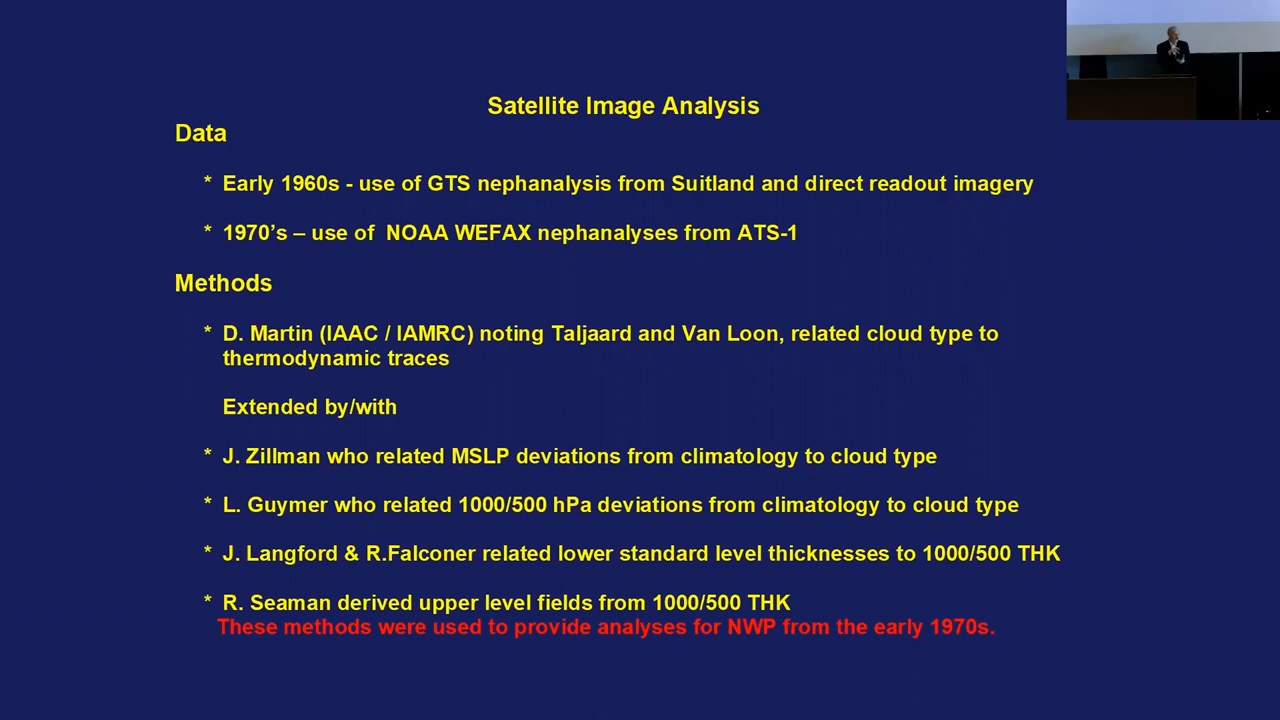 Satellite Image Analysis
Data
* Early 1960s - use of GTS nephanalysis from Suitland and direct readout imagery
* 1970’s – use of NOAA WEFAX nephanalyses from ATS-1
Methods
* D. Martin (IAAC / IAMRC) noting Taljaard and Van Loon, related cloud type to
thermodynamic traces
Extended by/with
* J. Zillman who related MSLP deviations from climatology to cloud type
* L. Guymer who related 1000/500 hPa deviations from climatology to cloud type
* J. Langford & R.Falconer related lower standard level thicknesses to 1000/500 THK
* R. Seaman derived upper level fields from 1000/500 THK
These methods were used to provide analyses for NWP from the early 1970s.